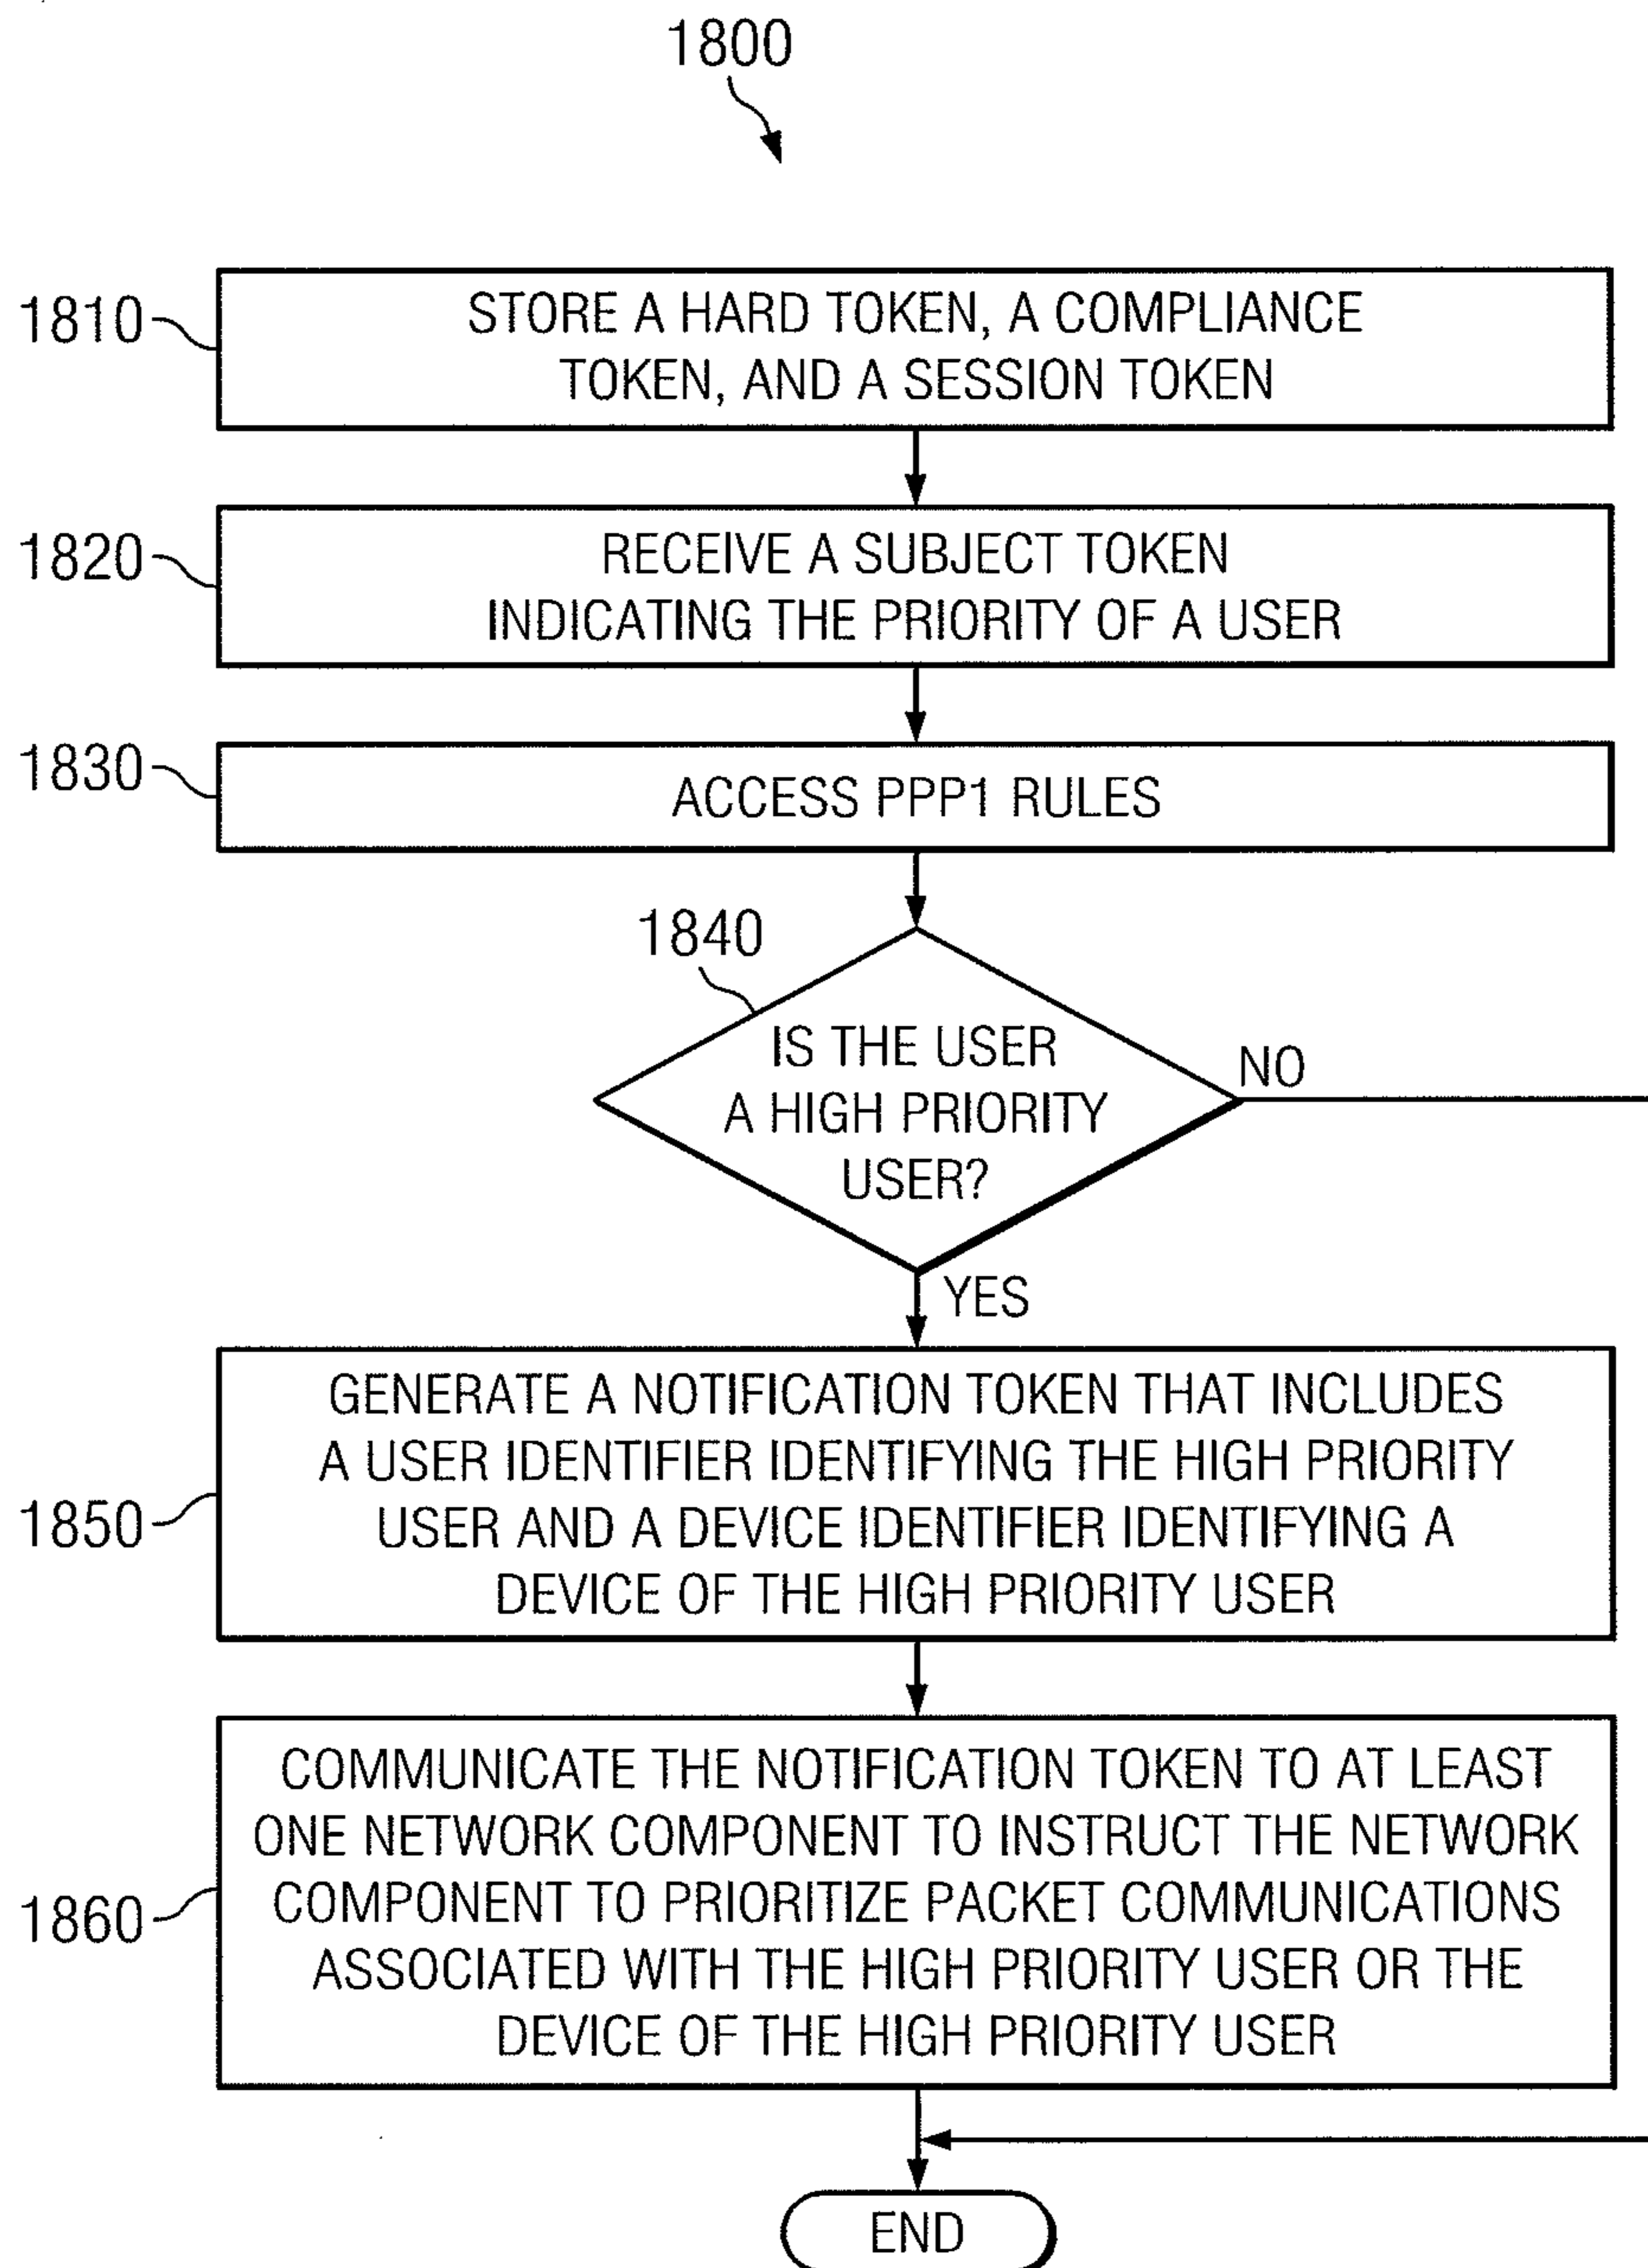 1800
1810
STORE A HARD TOKEN, A COMPLIANCE
TOKEN, AND A SESSION TOKEN
1820
RECEIVE A SUBJECT TOKEN
INDICATING THE PRIORITY OF A USER
1830
ACCESS PPP1 RULES
1840
IS THE USER
A HIGH PRIORITY
USER?
NO
YES
1850
GENERATE A NOTIFICATION TOKEN THAT INCLUDES
A USER IDENTIFIER IDENTIFYING THE HIGH PRIORITY
USER AND A DEVICE IDENTIFIER IDENTIFYING A
DEVICE OF THE HIGH PRIORITY USER
1860
COMMUNICATE THE NOTIFICATION TOKEN TO AT LEAST
ONE NETWORK COMPONENT TO INSTRUCT THE NETWORK
COMPONENT TO PRIORITIZE PACKET COMMUNICATIONS
ASSOCIATED WITH THE HIGH PRIORITY USER OR THE
DEVICE OF THE HIGH PRIORITY USER
END